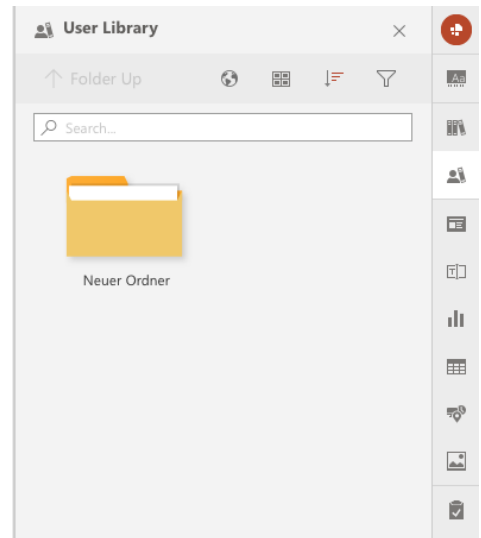 User Library
Folder Up
Search...
Neuer Ordner
Aa
T